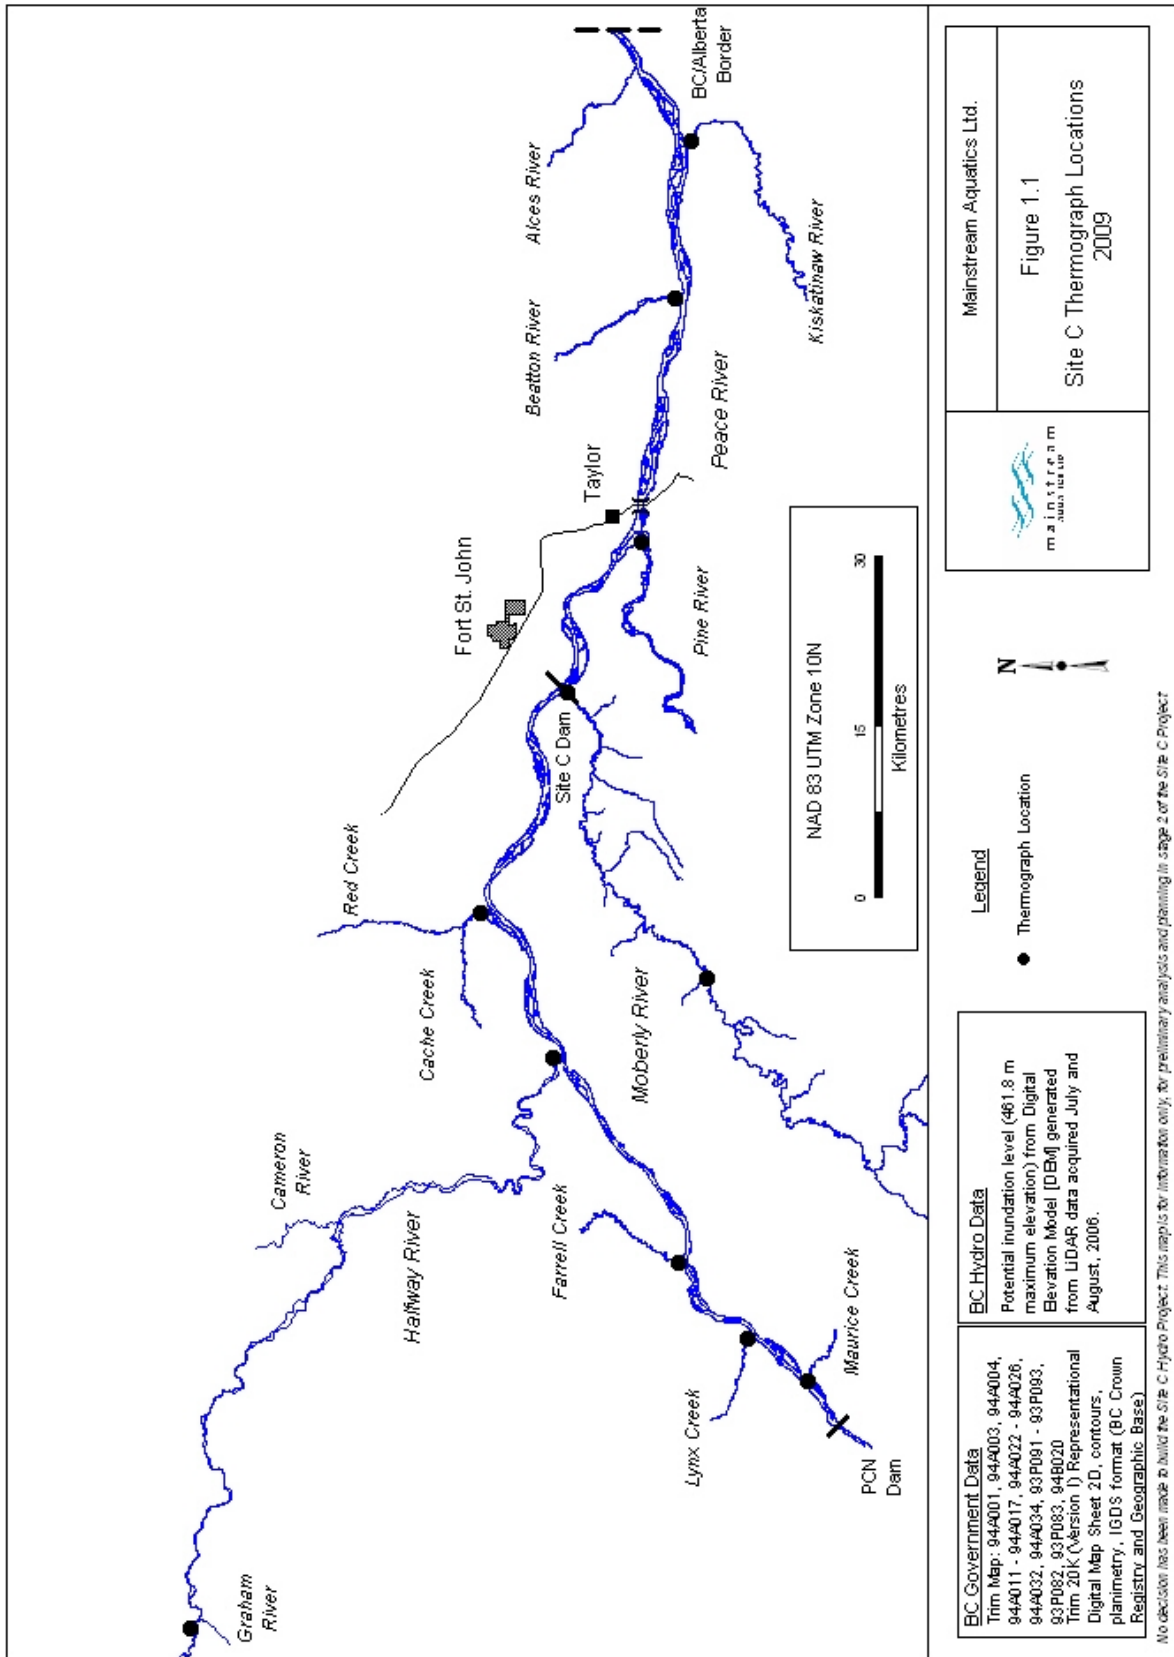 BC/Alberta
Border
Alces River
Kiskatinaw River
Beatton River
Peace River
Taylor
Fort St. John
Pine River
Site C Dam
Red Creek
Cache Creek
Moberly River
Cameron
River
Halfway River
Farrell Creek
Maurice Creek
Lynx Creek
PCN
Dam
Graham
River
NAD 83 UTM Zone 10N
0 15 30
Kilometres
BC Government Data
Trim Map: 94A001, 94A003, 94A004,
94A011 - 94A017, 94A022 - 94A026,
94A032, 94A034, 93P091 - 93P093,
93P082, 93P083, 94B020
Trim 20K (Version I) Representational
Digital Map Sheet 2D, contours,
planimetry, IGDS format (BC Crown
Registry and Geographic Base)
BC Hydro Data
Potential inundation level (461.8 m
maximum elevation) from Digital
Elevation Model [DEM] generated
from LiDAR data acquired July and
August, 2006.
Legend
Thermograph Location
N
mainstream
Mainstream Aquatics Ltd.
Figure 1.1
Site C Thermograph Locations
2009
No decision has been made to build the Site C Hydro Project. This map is for information only, for preliminary analysis and planning in stage 2 of the Site C Project